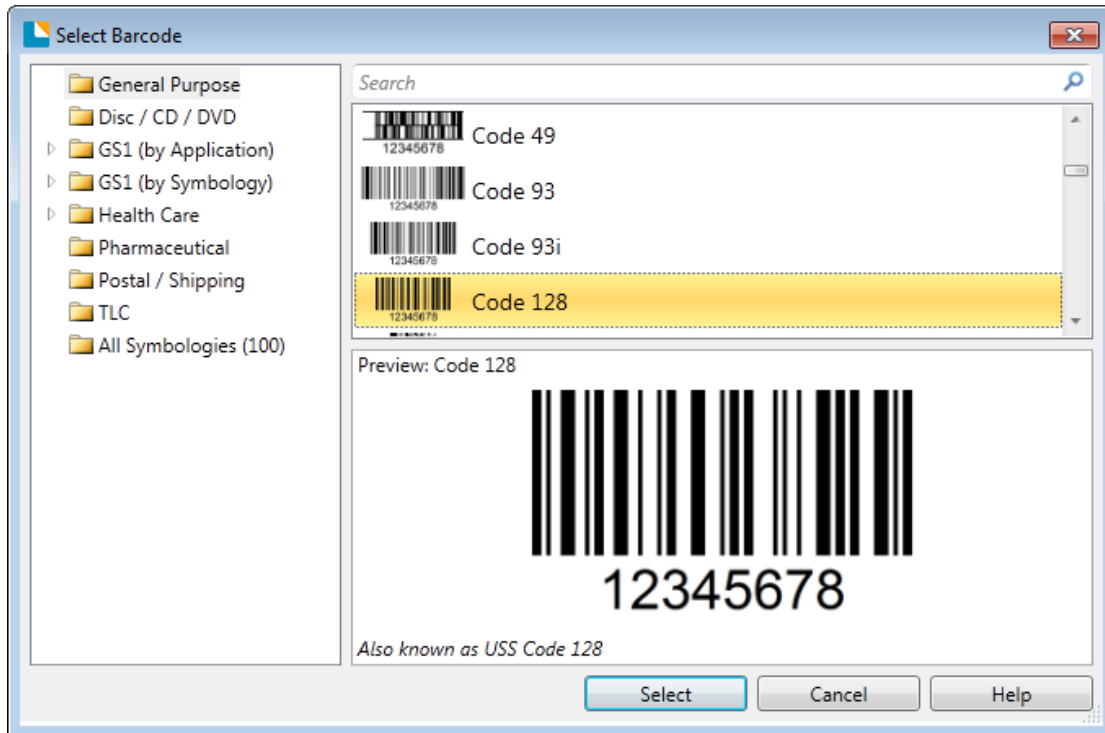 Select Barcode
General Purpose
Disc / CD / DVD
GS1 (by Application)
GS1 (by Symbology)
Health Care
Pharmaceutical
Postal / Shipping
TLC
All Symbologies (100)
Search
12345678
Code 49
12345678
Code 93
12345678
Code 93i
12345678
Code 128
Preview: Code 128
12345678
Also known as USS Code 128
Select
Cancel
Help